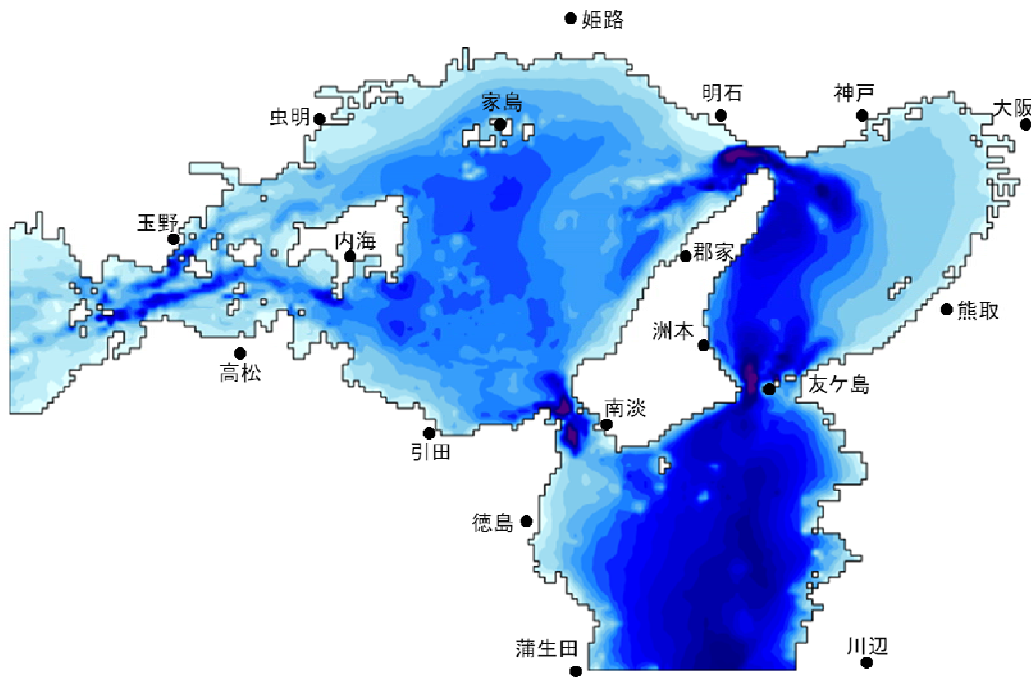 姫路
家島
明石
神戸
大阪
虫明
玉野
内海
郡家
熊取
洲本
高松
友ケ島
南淡
引田
徳島
蒲生田
川辺